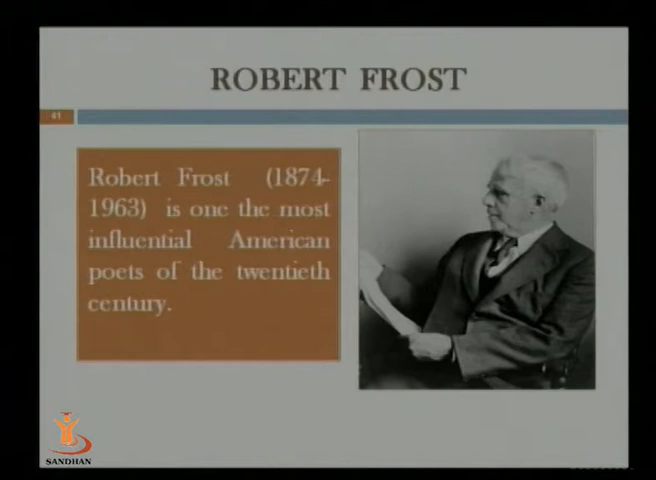 ROBERT FROST
41
Robert Frost (1874-
1963) is one the most
influential American
poets of the twentieth
century.
SANDHAN